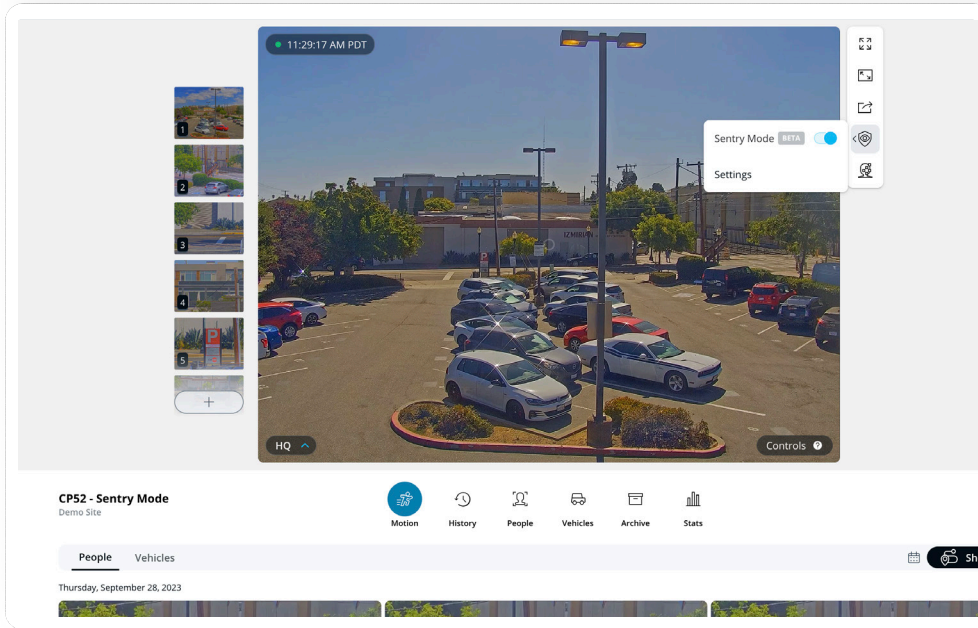 11:29:17 AM PDT
Sentry Mode BETA
Settings
1
2
3
4
P
5
+
P
HQ
Controls ?
CP52 - Sentry Mode
Demo Site
Motion
History
People
Vehicles
Archive
Stats
People
Vehicles
Sh
Thursday, September 28, 2023